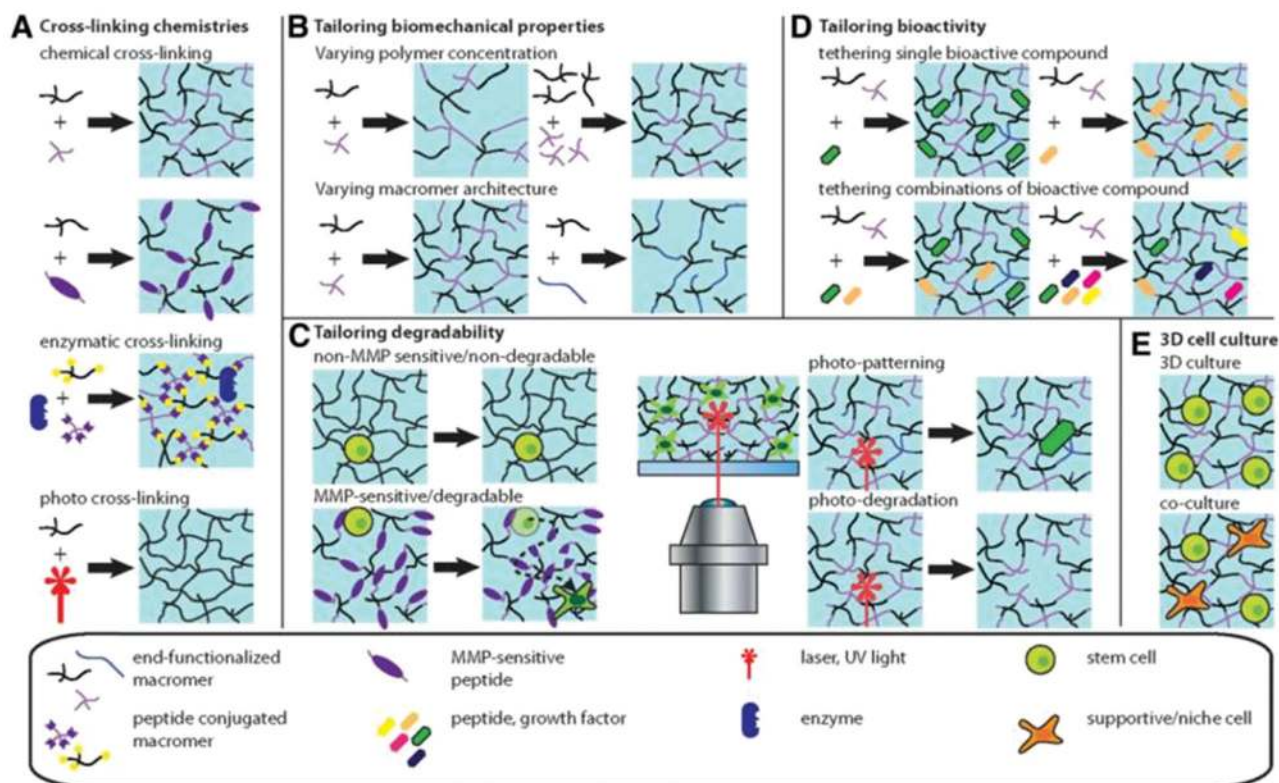 A Cross-linking chemistries
chemical cross-linking
+
+
enzymatic cross-linking
+
photo cross-linking
+
B Tailoring biomechanical properties
Varying polymer concentration
+
+
Varying macromer architecture
+
+
D Tailoring bioactivity
tethering single bioactive compound
+
+
+
+
tethering combinations of bioactive compound
+
+
+
+
C Tailoring degradability
non-MMP sensitive/non-degradable
MMP-sensitive/degradable
photo-patterning
photo-degradation
E 3D cell culture
3D culture
co-culture
end-functionalized
macromer
peptide conjugated
macromer
MMP-sensitive
peptide
peptide, growth factor
laser, UV light
enzyme
stem cell
supportive/niche cell